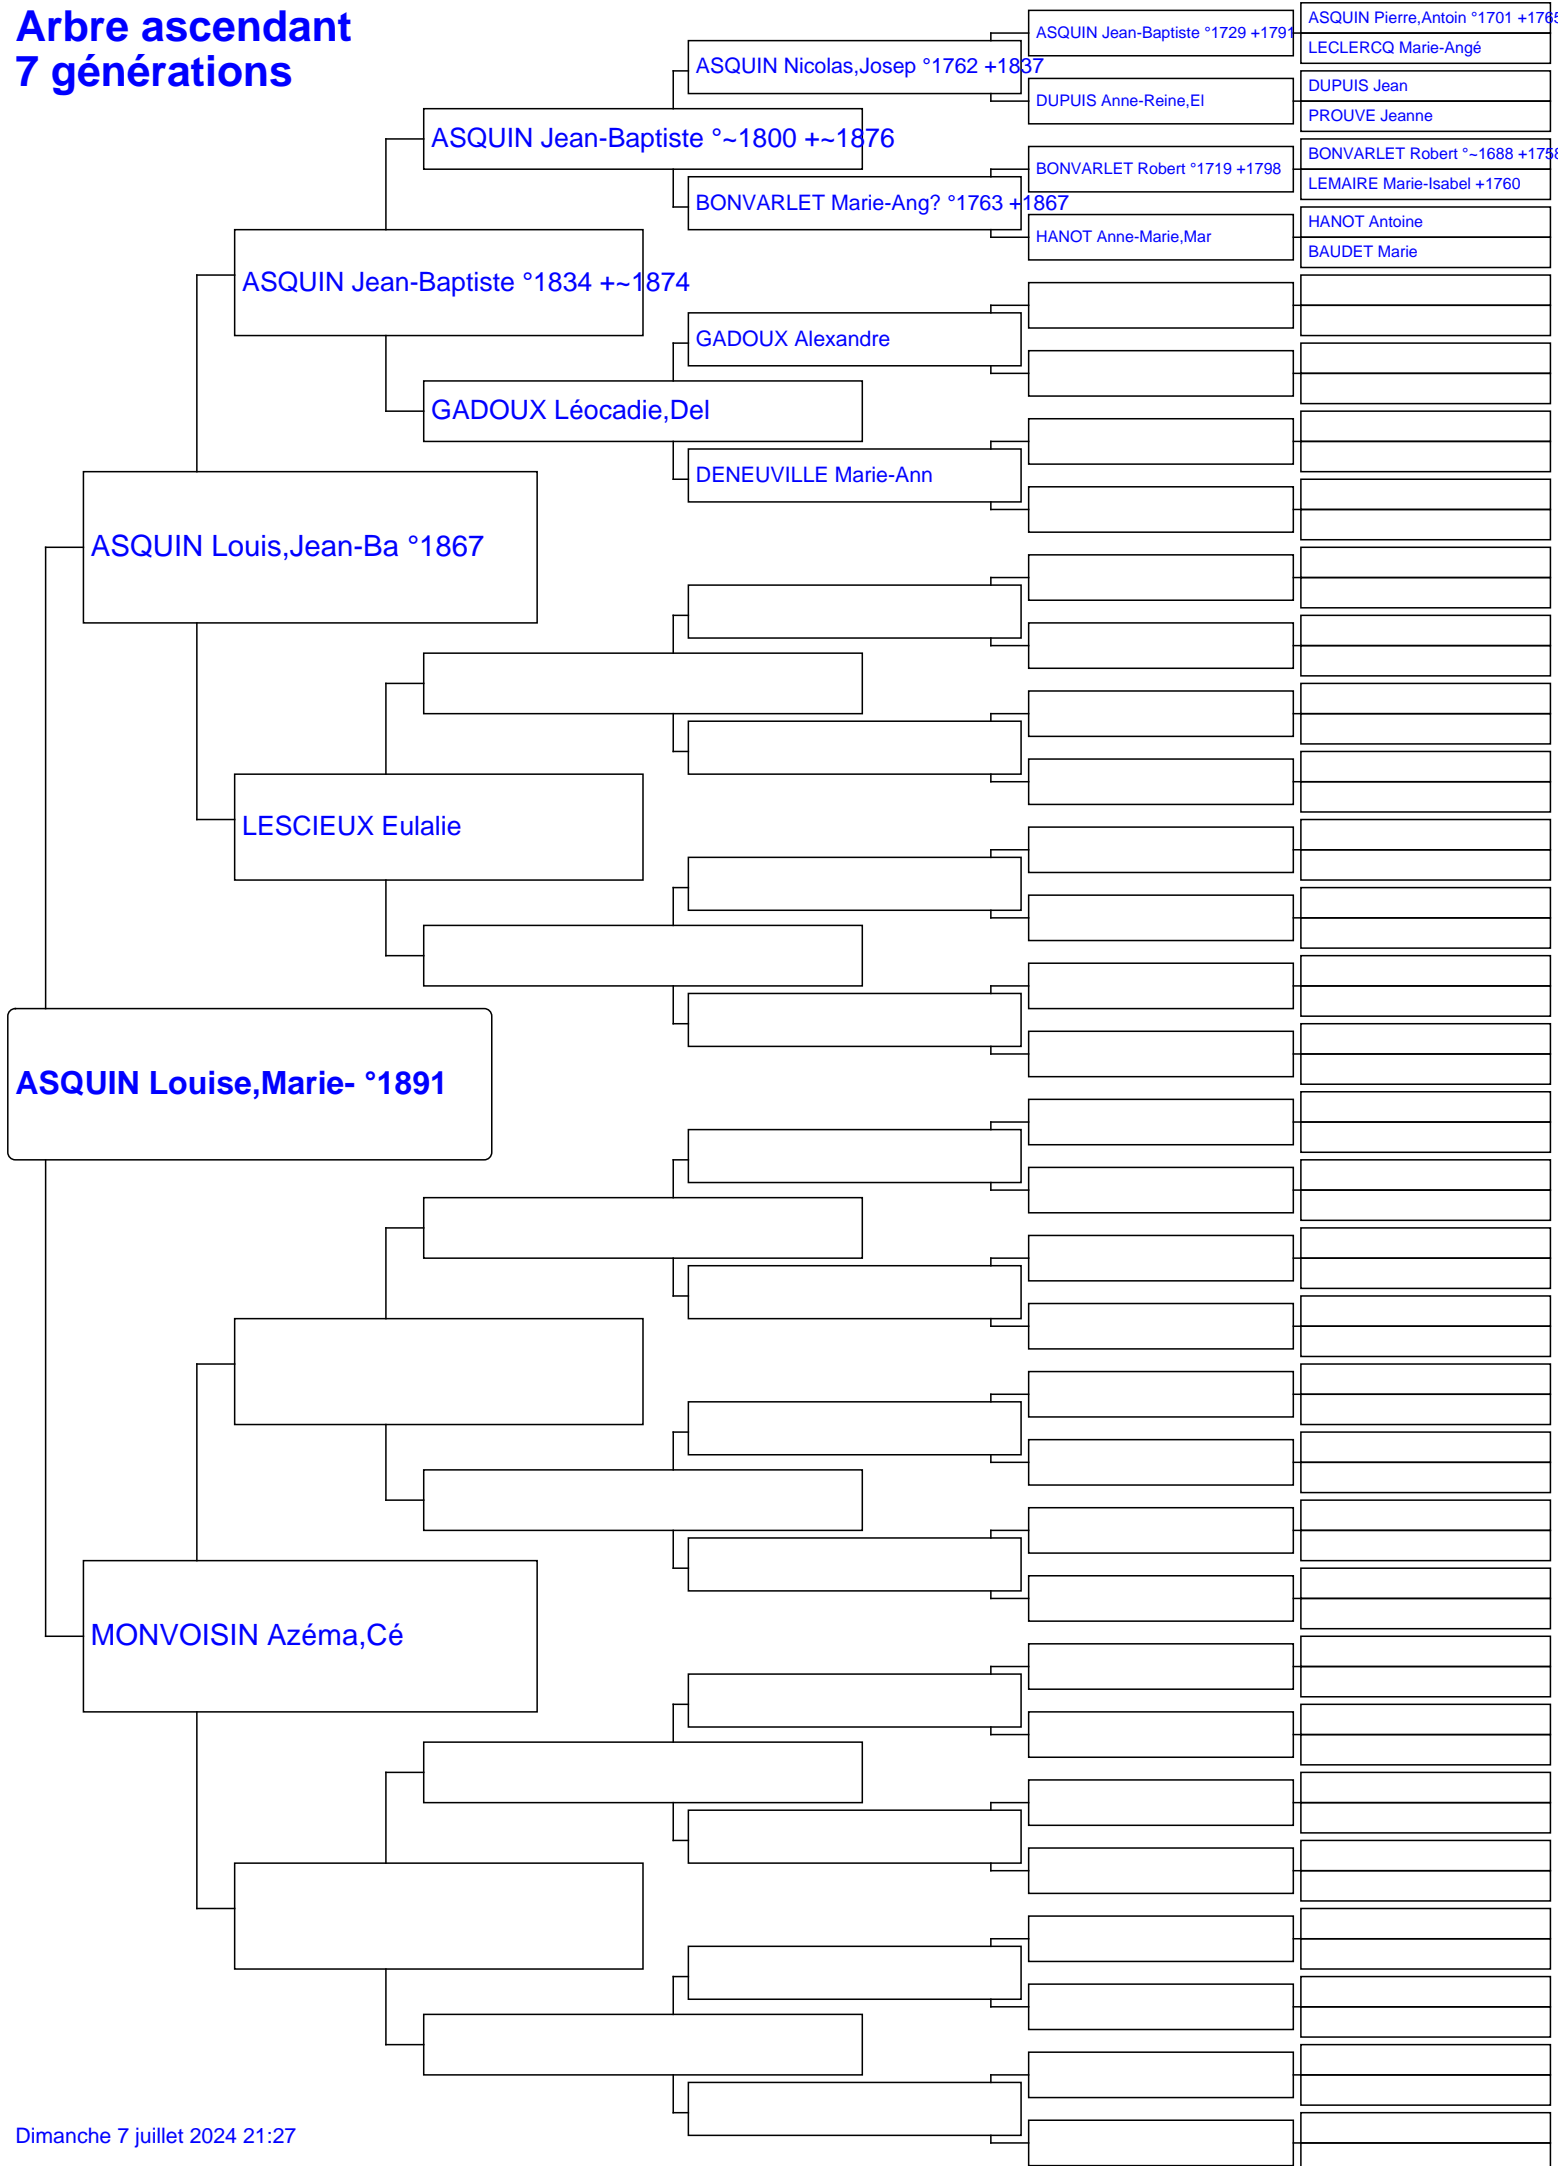 Arbre ascendant
7 générations
ASQUIN Pierre,Antoin °1701 +1765
ASQUIN Jean-Baptiste °1729 +1791
LECLERCQ Marie-Angé
ASQUIN Nicolas,Josep °1762 +1837
DUPUIS Jean
DUPUIS Anne-Reine,El
PROUVE Jeanne
ASQUIN Jean-Baptiste °~1800 +~1876
BONVARLET Robert °~1688 +1758
BONVARLET Robert °1719 +1798
LEMAIRE Marie-Isabel +1760
BONVARLET Marie-Ang? °1763 +1867
HANOT Antoine
HANOT Anne-Marie,Mar
BAUDET Marie
ASQUIN Jean-Baptiste °1834 +~1874
GADOUX Alexandre
GADOUX Léocadie,Del
DENEUVILLE Marie-Ann
ASQUIN Louis,Jean-Ba °1867
LESCIEUX Eulalie
ASQUIN Louise,Marie- °1891
MONVOISIN Azéma,Cé
Dimanche 7 juillet 2024 21:27